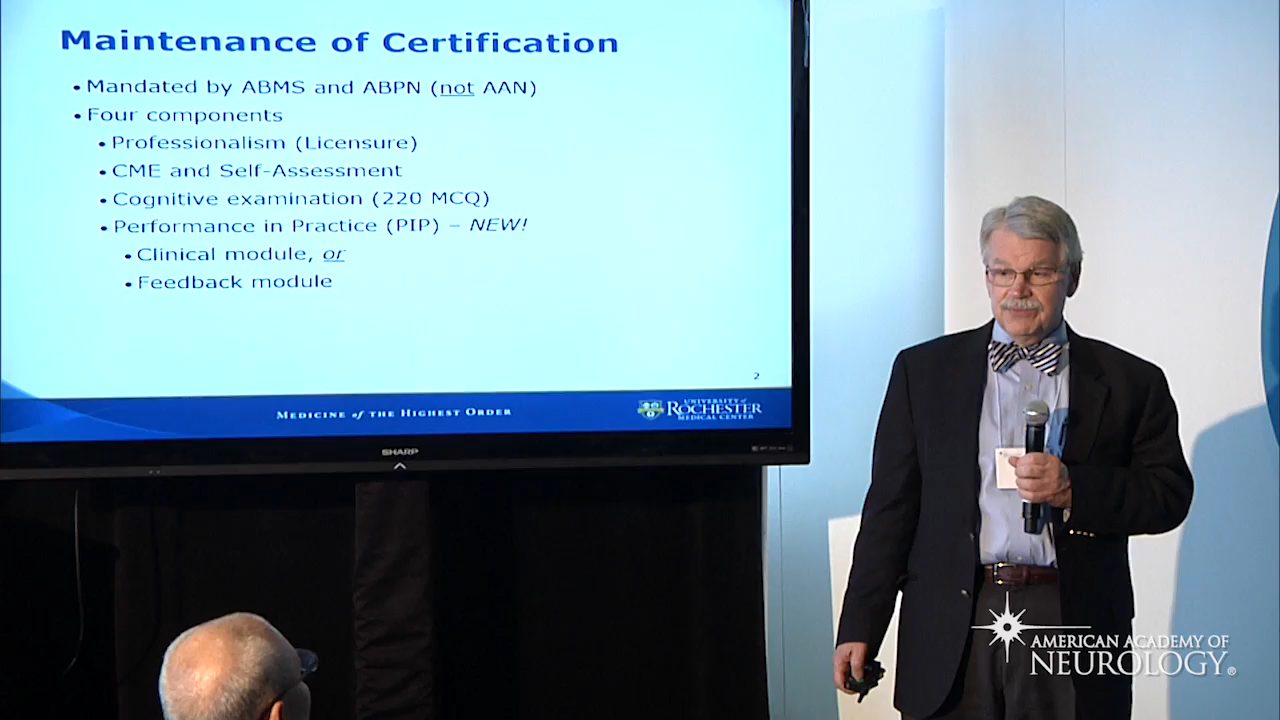 Maintenance of Certification
• Mandated by ABMS and ABPN (not AAN)
• Four components
• Professionalism (Licensure)
• CME and Self-Assessment
• Cognitive examination (220 MCQ)
• Performance in Practice (PIP) – NEW!
• Clinical module, or
• Feedback module
2
MEDICINE of THE HIGHEST ORDER
UNIVERSITY of
ROCHESTER
MEDICAL CENTER
SHARP
AMERICAN ACADEMY OF
NEUROLOGY®